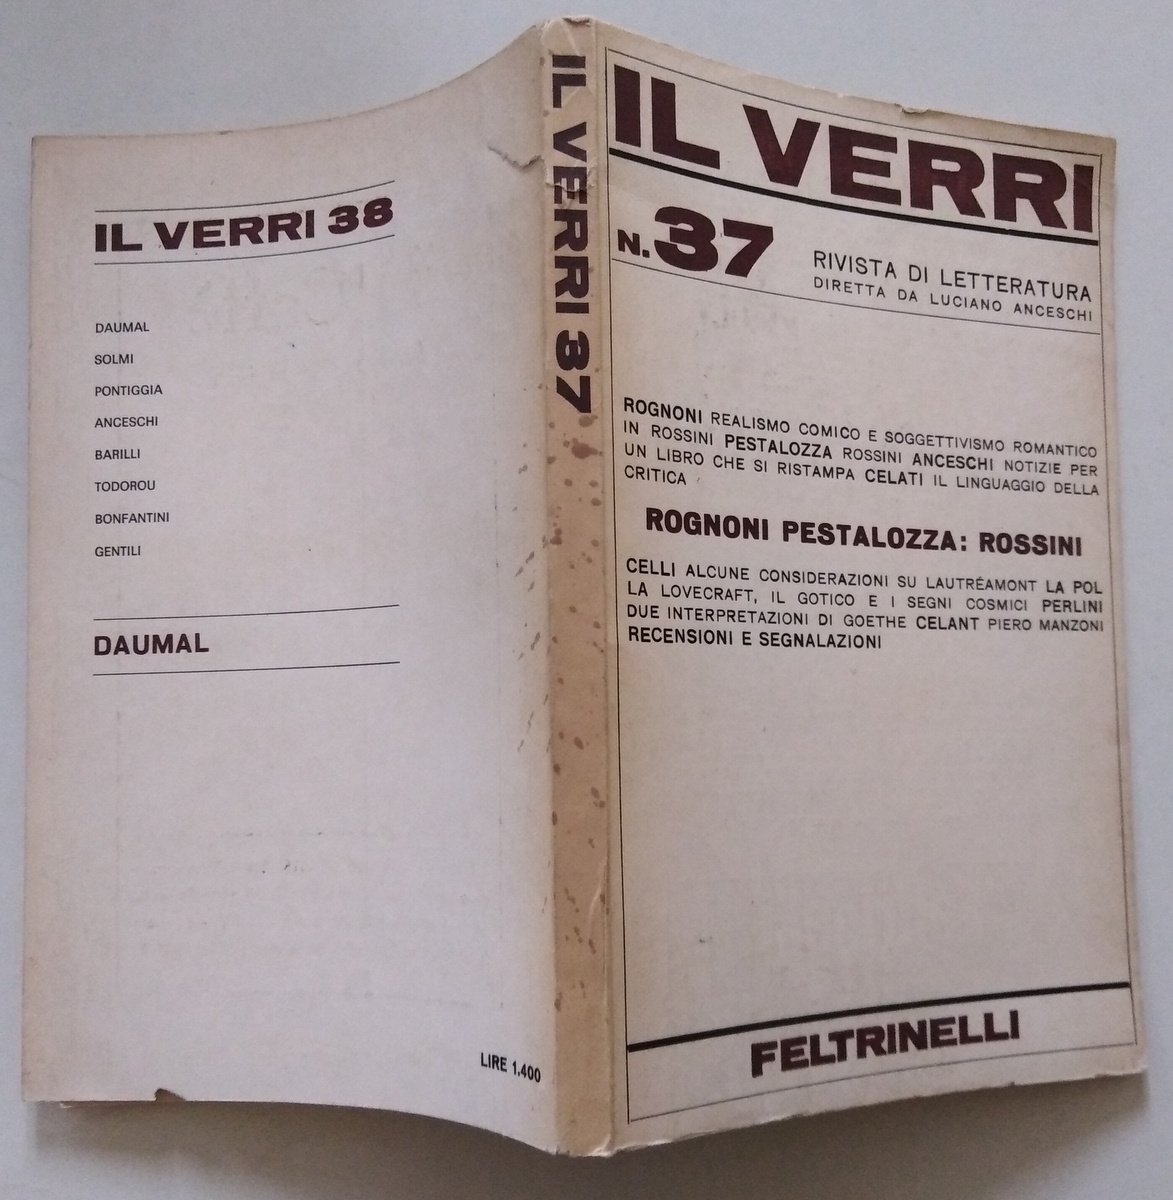 IL VERRI 38
DAUMAL
SOLMI
PONTIGGIA
ANCESCHI
BARILLI
TODOROU
BONFANTINI
GENTILI
DAUMAL
LIRE 1.400
IL VERRI 37
IL VERRI
N. 37
RIVISTA DI LETTERATURA
DIRETTA DA LUCIANO ANCESCHI
ROGNONI REALISMO COMICO E SOGGETTIVISMO ROMANTICO
IN ROSSINI PESTALOZZA ROSSINI ANCESCHI NOTIZIE PER
UN LIBRO CHE SI RISTAMPA CELATI IL LINGUAGGIO DELLA
CRITICA
ROGNONI PESTALOZZA: ROSSINI
CELLI ALCUNE CONSIDERAZIONI SU LAUTRÉAMONT LA POL
LA LOVECRAFT, IL GOTICO E I SEGNI COSMICI PERLINI
DUE INTERPRETAZIONI DI GOETHE CELANT PIERO MANZONI
RECENSIONI E SEGNALAZIONI
FELTRINELLI